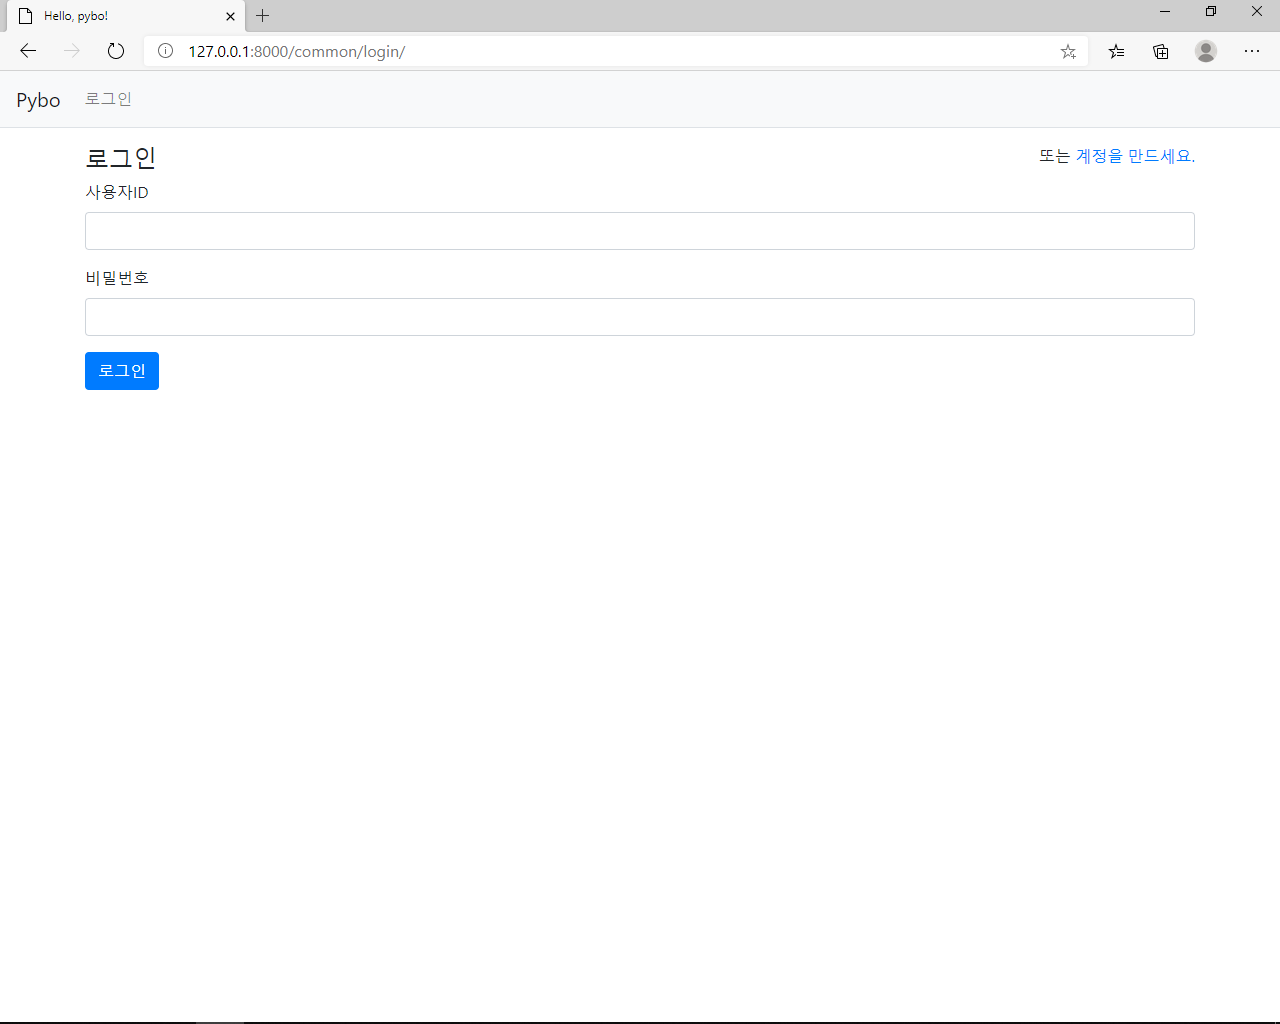 Hello, pybo!
127.0.0.1:8000/common/login/
Pybo 로그인
로그인 또는 계정을 만드세요.
사용자ID
비밀번호
로그인